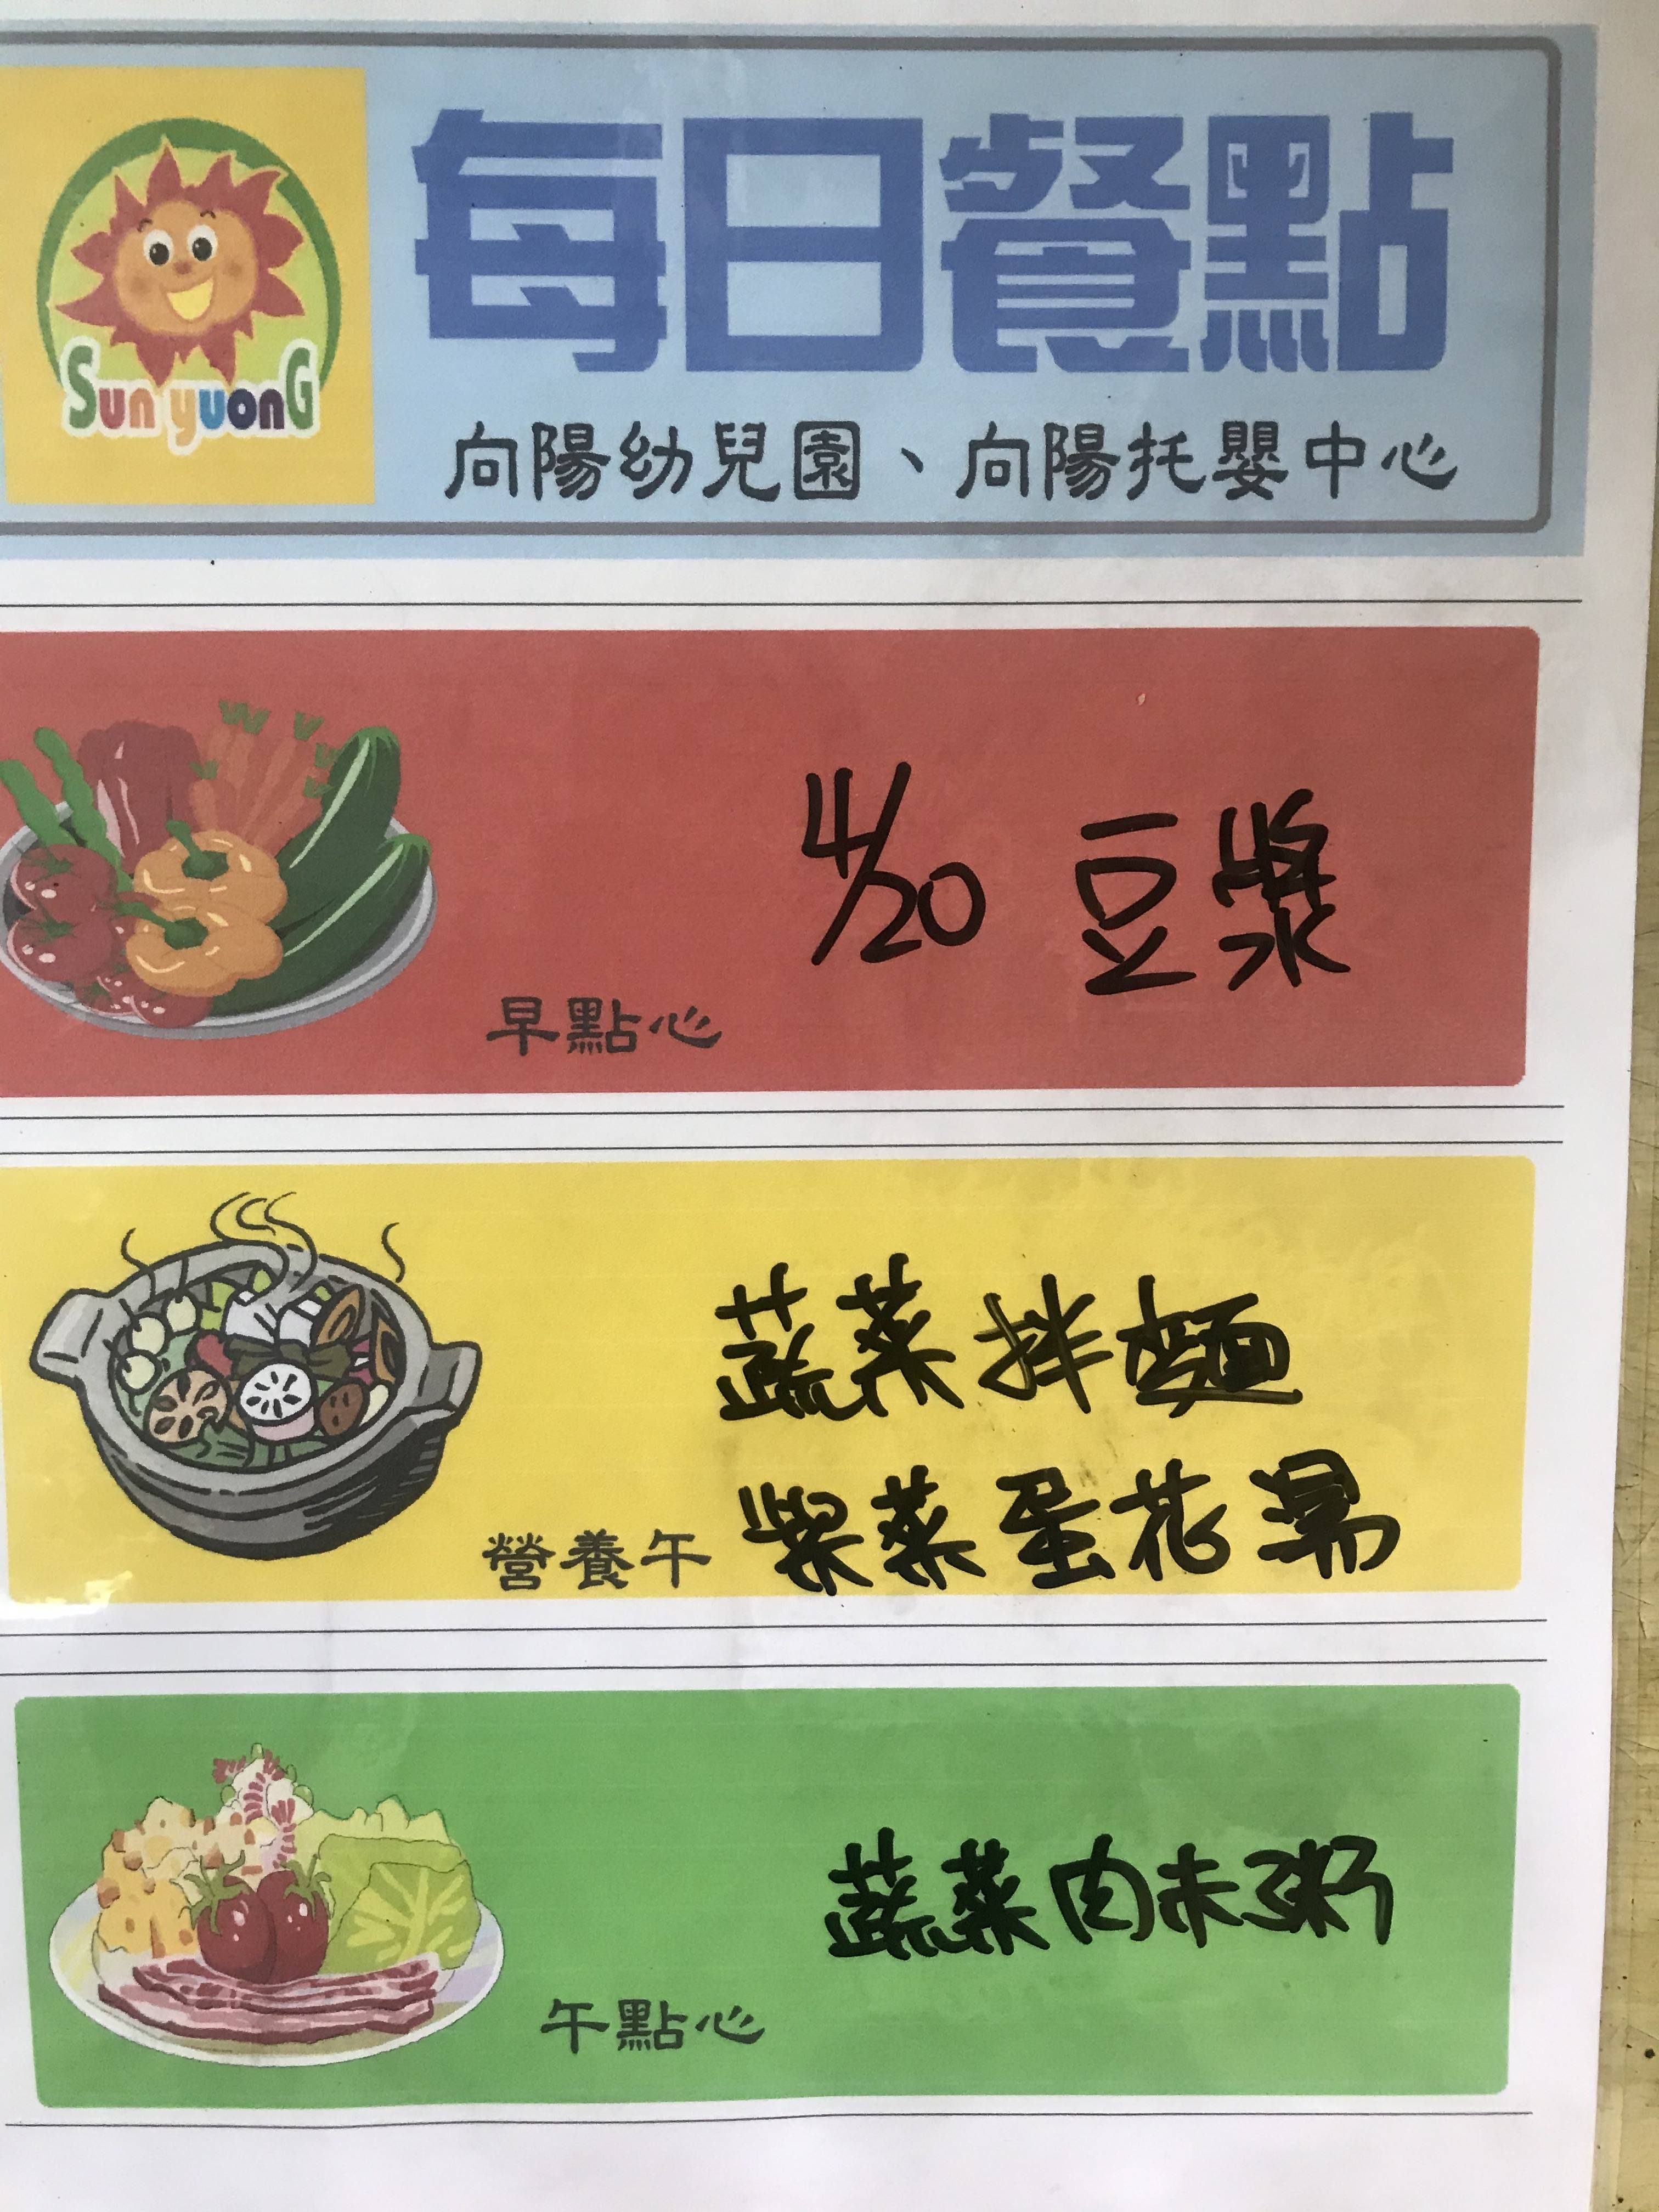 Sun yuonG
每日餐點
向陽幼兒園、向陽托嬰中心
4/20 豆漿
早點心
蔬菜拌麵
紫菜蛋花湯
營養午
蔬菜肉末粥
午點心